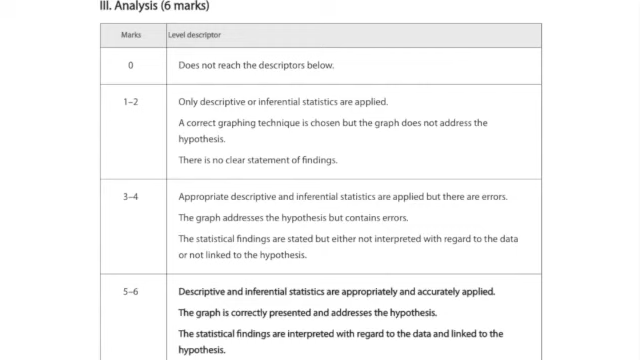 III. Analysis (6 marks)
Marks
Level descriptor
0
Does not reach the descriptors below.
1–2
Only descriptive or inferential statistics are applied.
A correct graphing technique is chosen but the graph does not address the
hypothesis.
There is no clear statement of findings.
3–4
Appropriate descriptive and inferential statistics are applied but there are errors.
The graph addresses the hypothesis but contains errors.
The statistical findings are stated but either not interpreted with regard to the data
or not linked to the hypothesis.
5–6
Descriptive and inferential statistics are appropriately and accurately applied.
The graph is correctly presented and addresses the hypothesis.
The statistical findings are interpreted with regard to the data and linked to the
hypothesis.